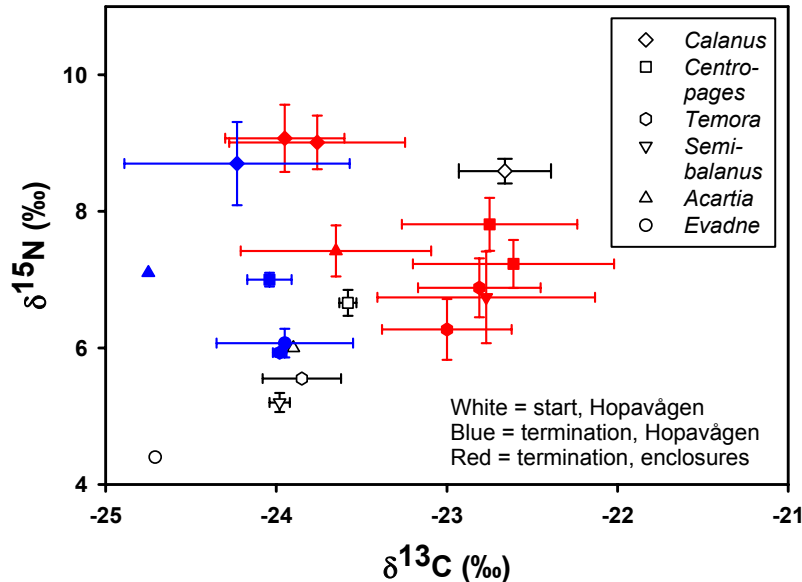 10
8
6
4
-25
-24
-23
-22
-21
δ15N (‰)
δ13C (‰)
Calanus
Centro-
pages
Temora
Semi-
balanus
Acartia
Evadne
White = start, Hopavågen
Blue = termination, Hopavågen
Red = termination, enclosures